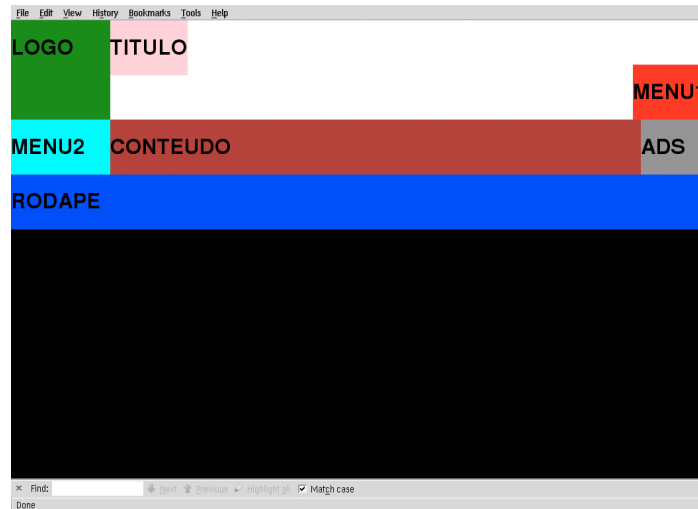 File Edit View History Bookmarks Tools Help
LOGO TITULO
MENU1
MENU2 CONTEUDO ADS
RODAPE
× Find: Next Previous Highlight all Match case
Done